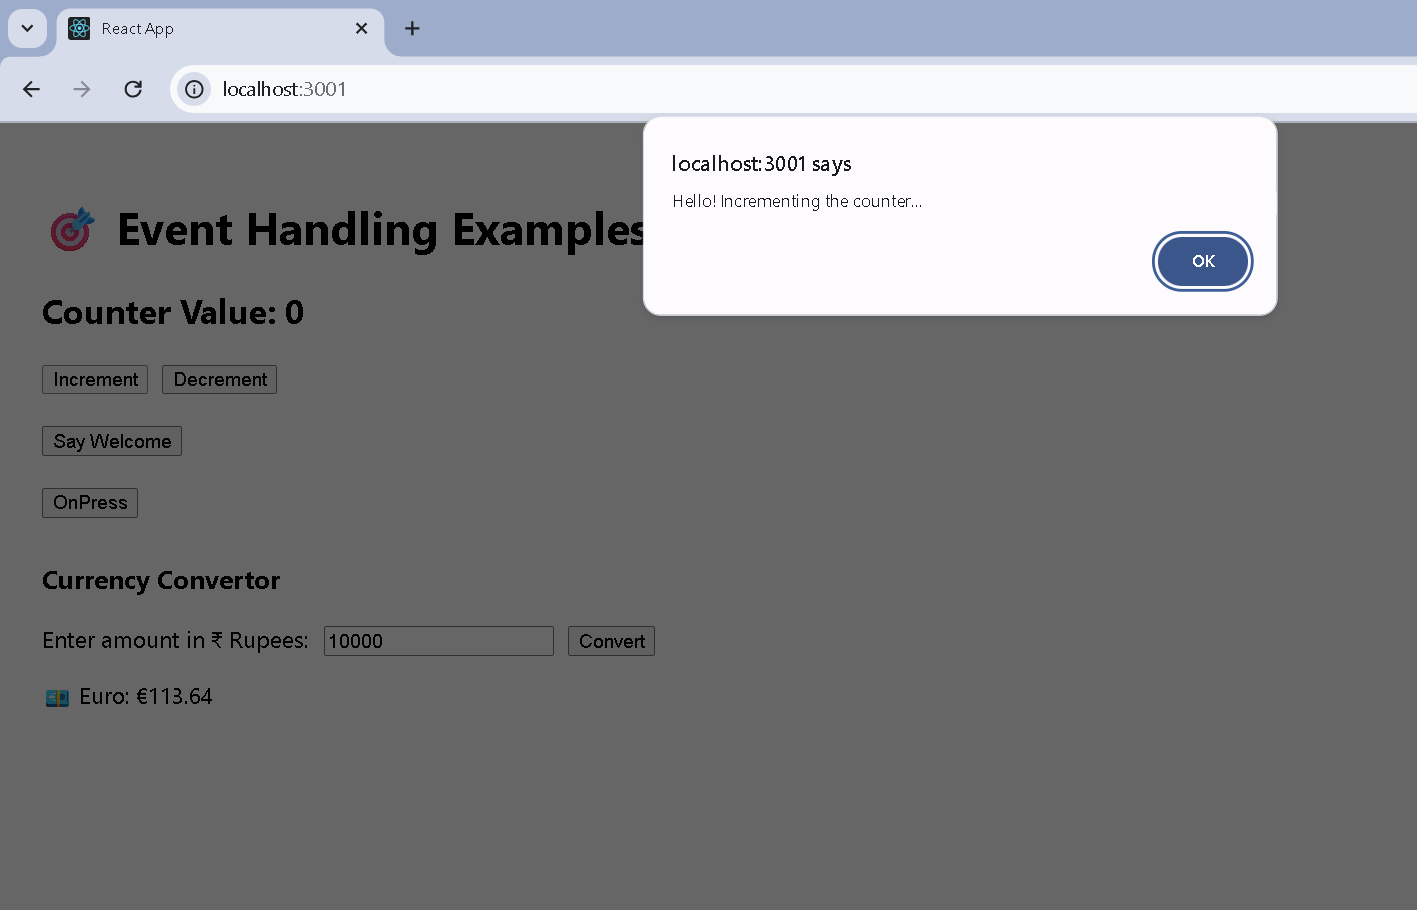 React App
localhost:3001
localhost:3001 says
Hello! Incrementing the counter...
OK
Event Handling Examples
Counter Value: 0
Increment Decrement
Say Welcome
OnPress
Currency Convertor
Enter amount in ₹ Rupees: 10000 Convert
Euro: €113.64